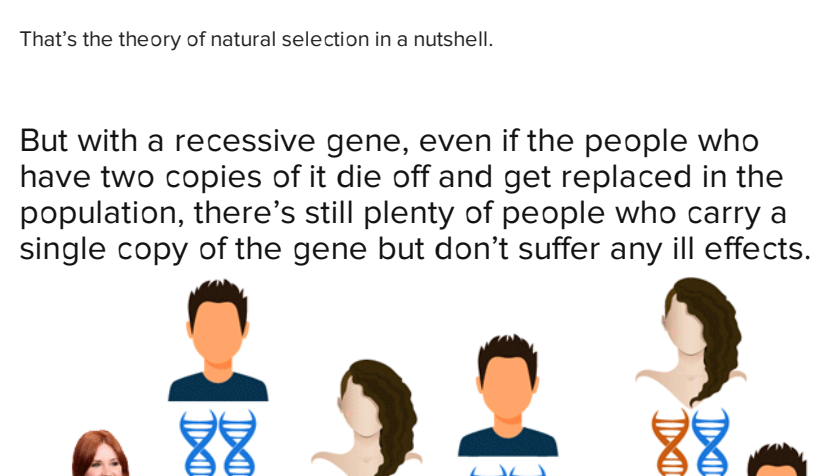 That’s the theory of natural selection in a nutshell.
But with a recessive gene, even if the people who
have two copies of it die off and get replaced in the
population, there’s still plenty of people who carry a
single copy of the gene but don’t suffer any ill effects.